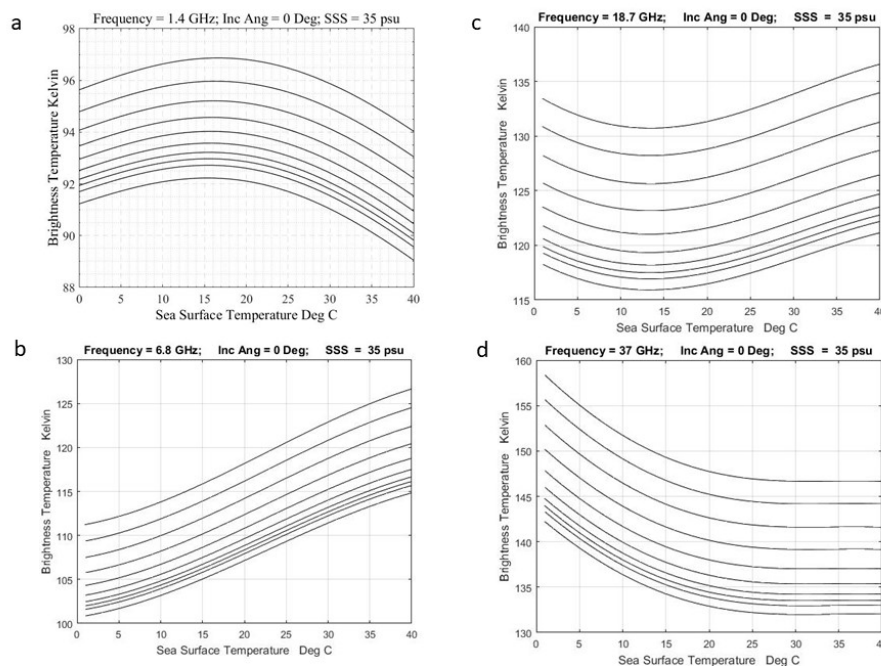 a
Frequency = 1.4 GHz; Inc Ang = 0 Deg; SSS = 35 psu
98
96
94
92
90
88
Brightness Temperature Kelvin
0 5 10 15 20 25 30 35 40
Sea Surface Temperature Deg C
c
Frequency = 18.7 GHz; Inc Ang = 0 Deg; SSS = 35 psu
140
135
130
125
120
115
Brightness Temperature Kelvin
0 5 10 15 20 25 30 35 40
Sea Surface Temperature Deg C
b
Frequency = 6.8 GHz; Inc Ang = 0 Deg; SSS = 35 psu
130
125
120
115
110
105
100
Brightness Temperature Kelvin
0 5 10 15 20 25 30 35 40
Sea Surface Temperature Deg C
d
Frequency = 37 GHz; Inc Ang = 0 Deg; SSS = 35 psu
160
155
150
145
140
135
130
Brightness Temperature Kelvin
0 5 10 15 20 25 30 35 40
Sea Surface Temperature Deg C